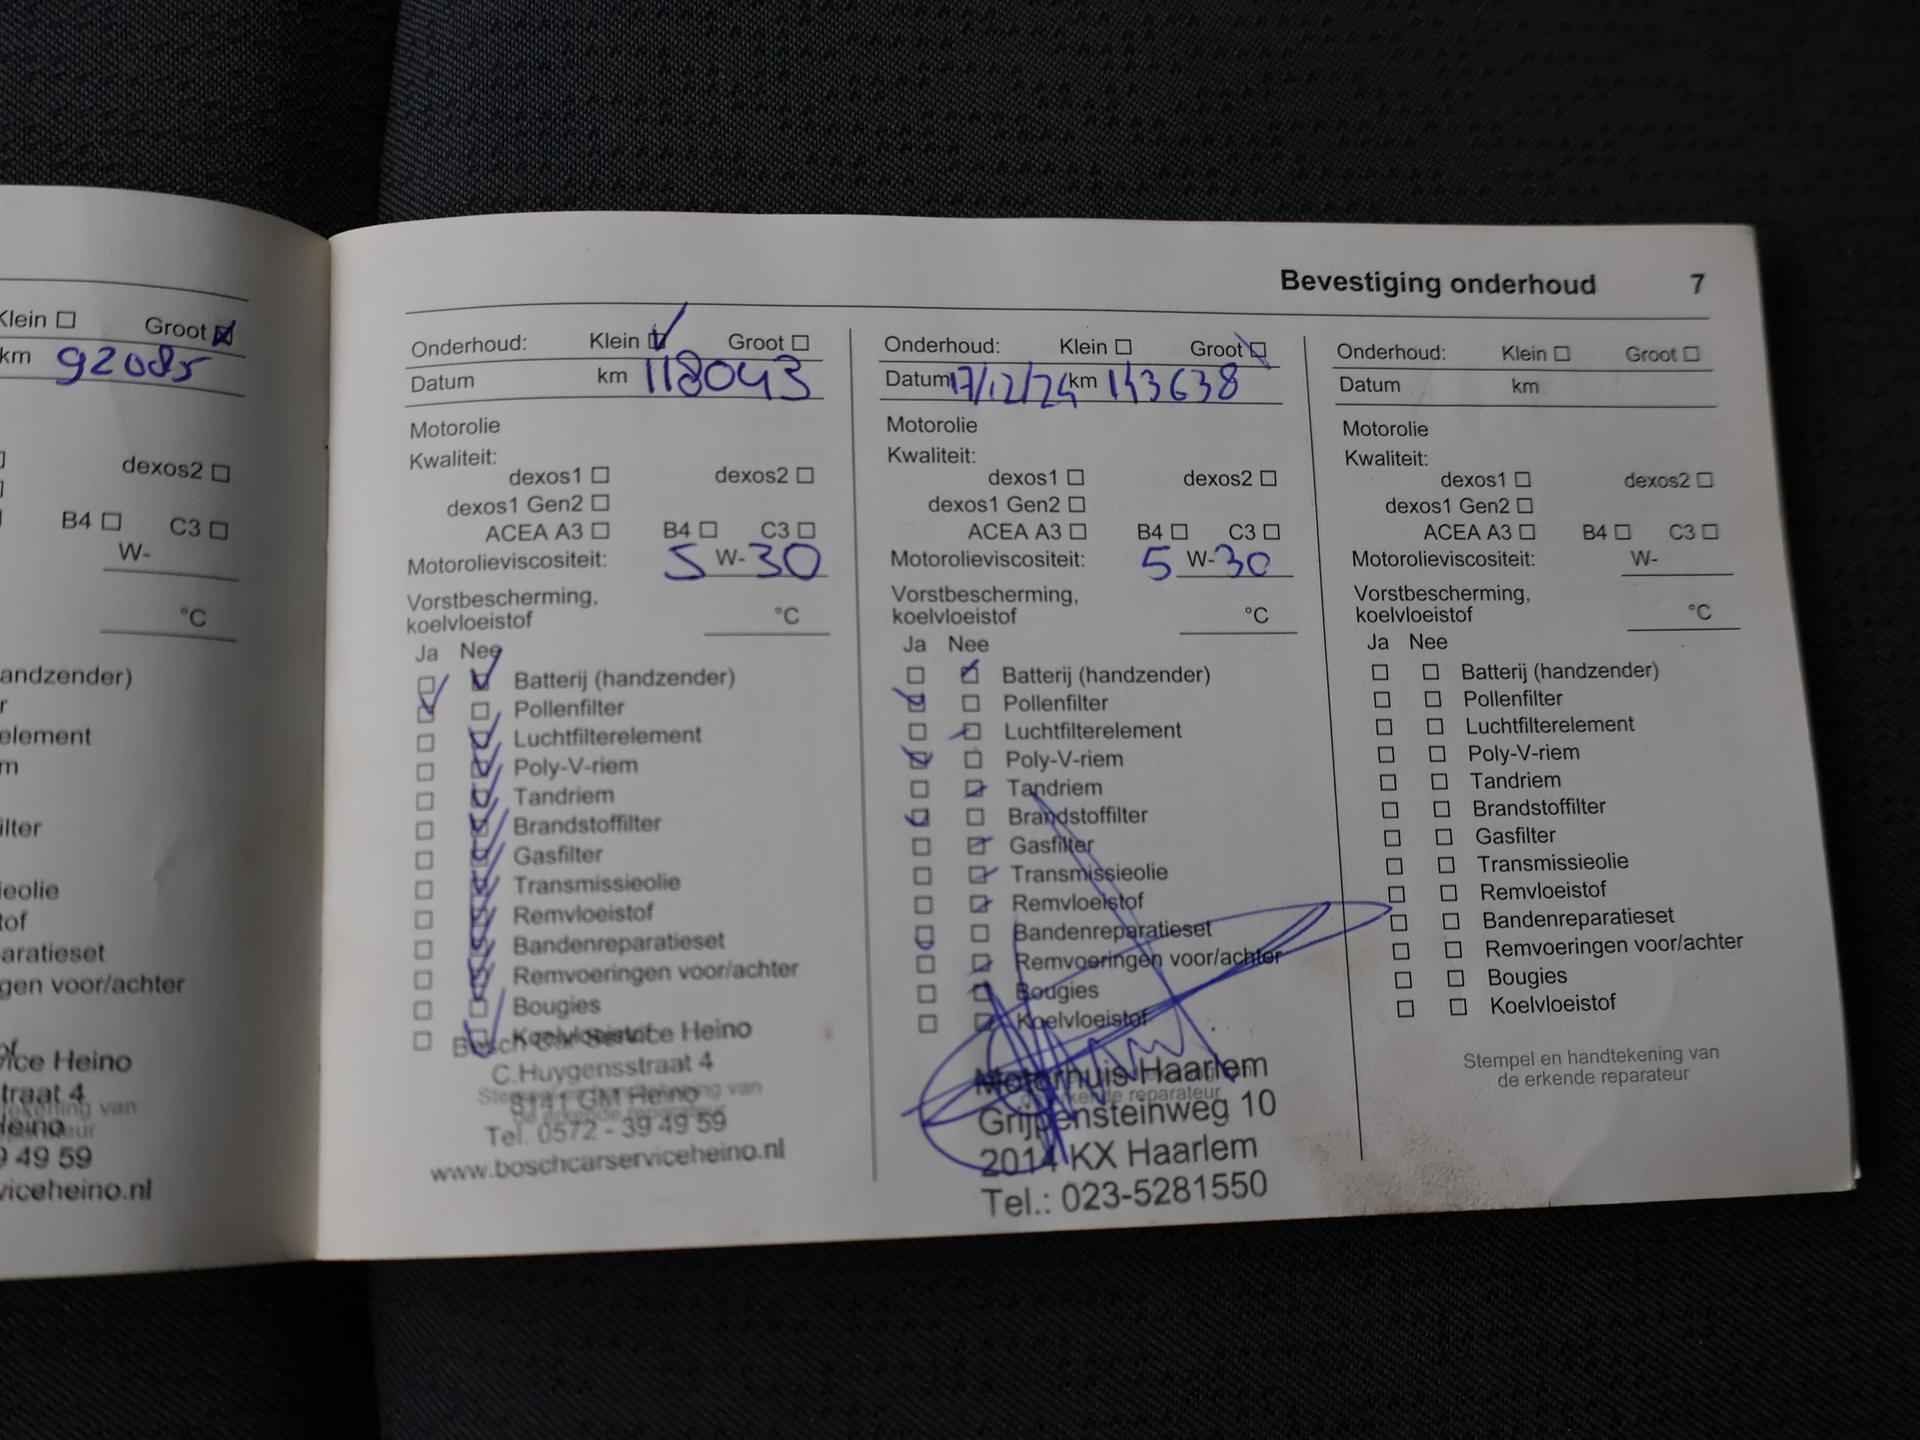 Klein ☐ Groot ☒
km 92085
dexos2 ☐
B4 ☐ C3 ☐
W-
°C
andzender)
r
element
m
ilter
ieolie
tof
aratieset
gen voor/achter
vice Heino
traat 4
Heino
9 49 59
viceheino.nl
Bevestiging onderhoud 7
Onderhoud: Klein ☑ Groot ☐
Datum km 118043
Motorolie
Kwaliteit:
dexos1 ☐ dexos2 ☐
dexos1 Gen2 ☐
ACEA A3 ☐ B4 ☐ C3 ☐
Motorolieviscositeit: 5 W- 30
Vorstbescherming,
koelvloeistof °C
Ja Nee
☐ ☑ Batterij (handzender)
☑ ☐ Pollenfilter
☐ ☑ Luchtfilterelement
☐ ☑ Poly-V-riem
☐ ☑ Tandriem
☐ ☑ Brandstoffilter
☐ ☑ Gasfilter
☐ ☑ Transmissieolie
☐ ☑ Remvloeistof
☐ ☑ Bandenreparatieset
☐ ☑ Remvoeringen voor/achter
☐ ☑ Bougies
☐ ☑ Koelvloeistof
Bosch Car Service Heino
C.Huygensstraat 4
8141 GM Heino
Tel. 0572 - 39 49 59
www.boschcarserviceheino.nl
Onderhoud: Klein ☐ Groot ☑
Datum 17/12/24 km 143638
Motorolie
Kwaliteit:
dexos1 ☐ dexos2 ☐
dexos1 Gen2 ☐
ACEA A3 ☐ B4 ☐ C3 ☐
Motorolieviscositeit: 5 W- 30
Vorstbescherming,
koelvloeistof °C
Ja Nee
☐ ☑ Batterij (handzender)
☑ ☐ Pollenfilter
☐ ☑ Luchtfilterelement
☑ ☐ Poly-V-riem
☐ ☑ Tandriem
☑ ☐ Brandstoffilter
☐ ☑ Gasfilter
☐ ☑ Transmissieolie
☐ ☑ Remvloeistof
☑ ☐ Bandenreparatieset
☐ ☑ Remvoeringen voor/achter
☐ ☑ Bougies
☐ ☑ Koelvloeistof
Motorhuis Haarlem
de erkende reparateur
Grijpensteinweg 10
2014 KX Haarlem
Tel.: 023-5281550
Onderhoud: Klein ☐ Groot ☐
Datum km
Motorolie
Kwaliteit:
dexos1 ☐ dexos2 ☐
dexos1 Gen2 ☐
ACEA A3 ☐ B4 ☐ C3 ☐
Motorolieviscositeit: W-
Vorstbescherming,
koelvloeistof °C
Ja Nee
☐ ☐ Batterij (handzender)
☐ ☐ Pollenfilter
☐ ☐ Luchtfilterelement
☐ ☐ Poly-V-riem
☐ ☐ Tandriem
☐ ☐ Brandstoffilter
☐ ☐ Gasfilter
☐ ☐ Transmissieolie
☐ ☐ Remvloeistof
☐ ☐ Bandenreparatieset
☐ ☐ Remvoeringen voor/achter
☐ ☐ Bougies
☐ ☐ Koelvloeistof
Stempel en handtekening van
de erkende reparateur